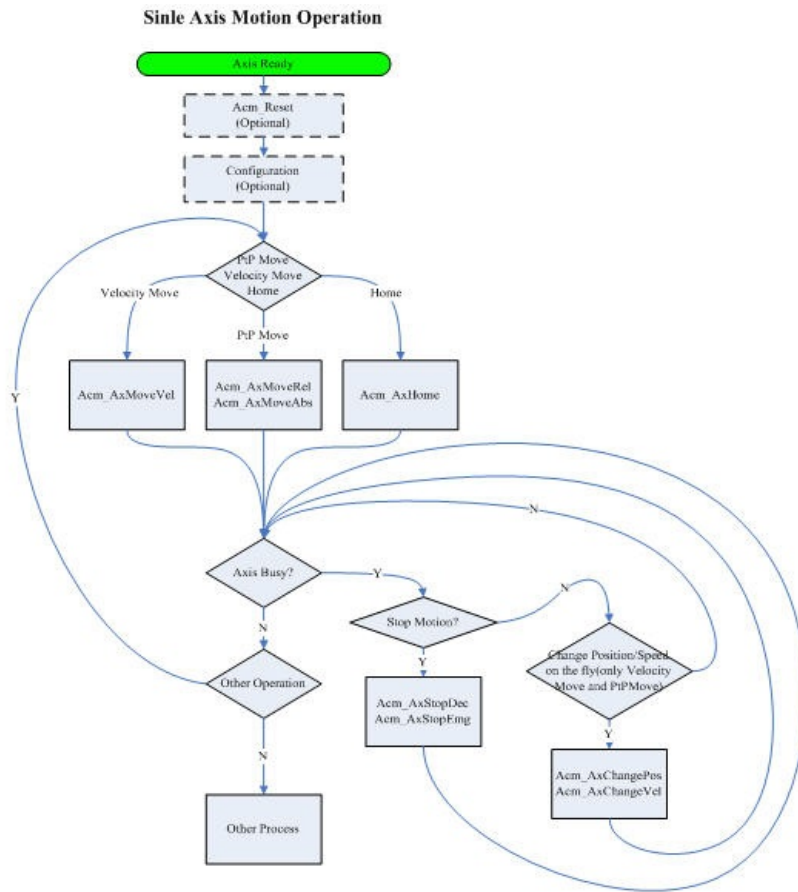 Sinle Axis Motion Operation
Axis Ready
Acm_Reset
(Optional)
Configuration
(Optional)
PtP Move
Velocity Move
Home
Velocity Move
Home
PtP Move
Acm_AxMoveVel
Acm_AxMoveRel
Acm_AxMoveAbs
Acm_AxHome
Y
N
Axis Busy?
Y
N
Stop Motion?
N
Change Position/Speed
on the fly(only Velocity
Move and PtPMove)
Y
Other Operation
Acm_AxStopDec
Acm_AxStopEmg
Y
N
Acm_AxChangePos
Acm_AxChangeVel
Other Process